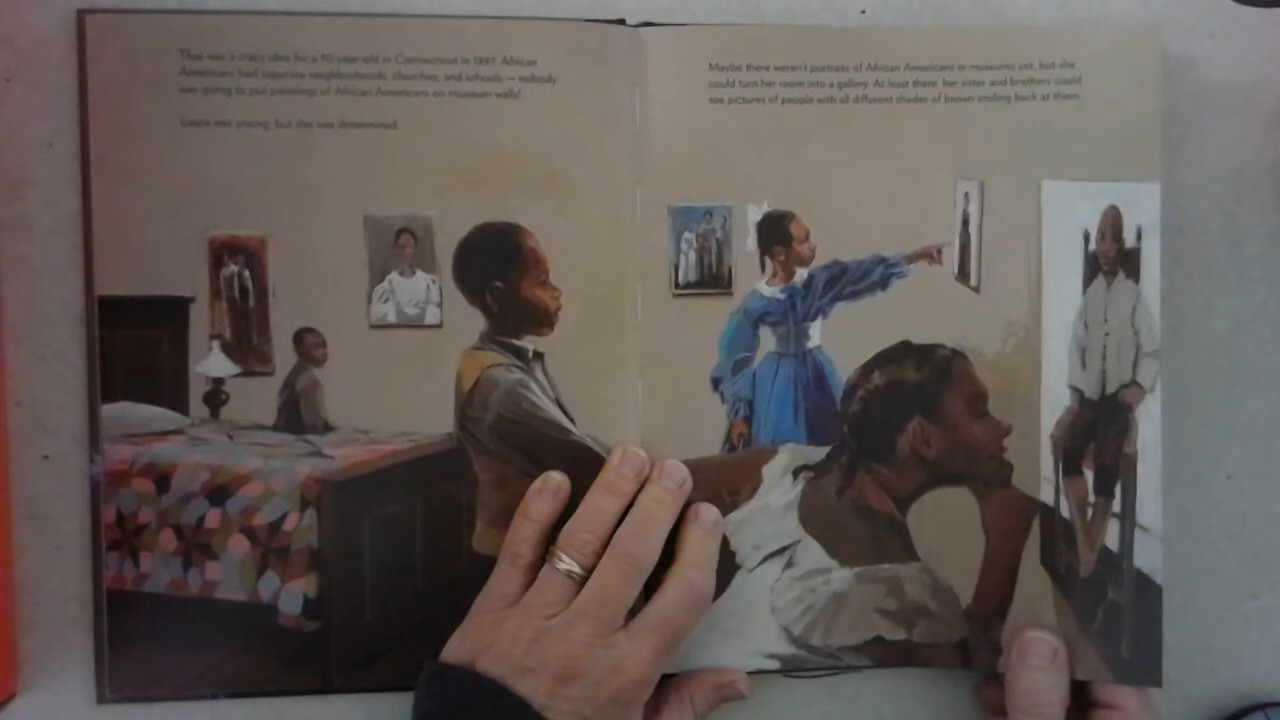 That was a crazy idea for a 10-year-old in Connecticut in 1897. African
Americans had separate neighborhoods, churches, and schools — nobody
was going to put paintings of African Americans on museum walls!
Laura was young, but she was determined.
Maybe there weren't portraits of African Americans in museums yet, but she
could turn her room into a gallery. At least there, her sister and brothers could
see pictures of people with all different shades of brown smiling back at them.